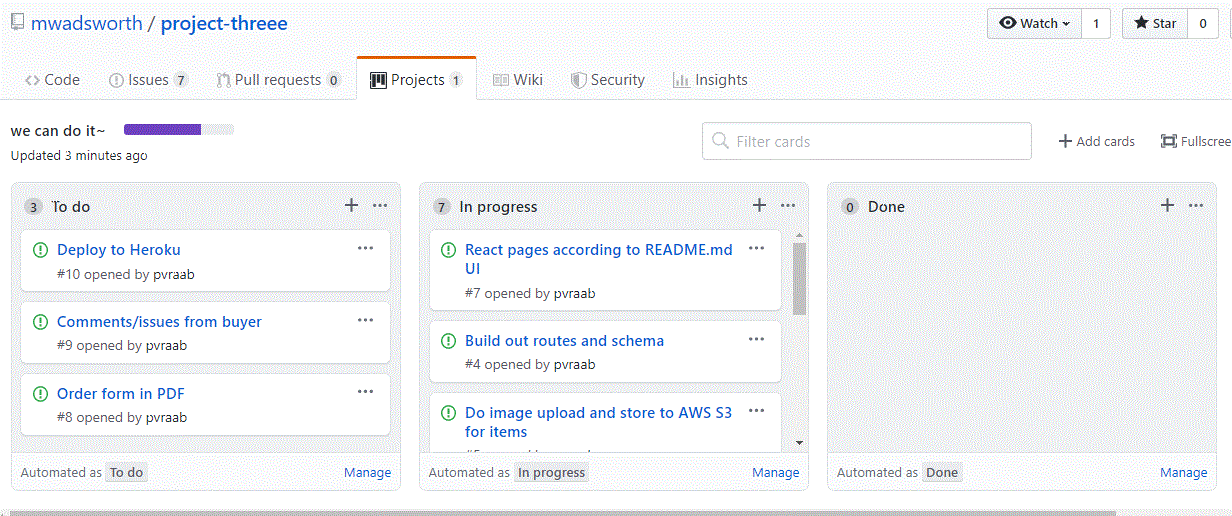 mwadsworth / project-threee
Watch 1 Star 0
Code Issues 7 Pull requests 0 Projects 1 Wiki Security Insights
we can do it~
Updated 3 minutes ago
Filter cards
Add cards
Fullscree
3 To do
Deploy to Heroku
#10 opened by pvraab
Comments/issues from buyer
#9 opened by pvraab
Order form in PDF
#8 opened by pvraab
Automated as To do Manage
7 In progress
React pages according to README.md
UI
#7 opened by pvraab
Build out routes and schema
#4 opened by pvraab
Do image upload and store to AWS S3
for items
Automated as In progress Manage
0 Done
Automated as Done Manage